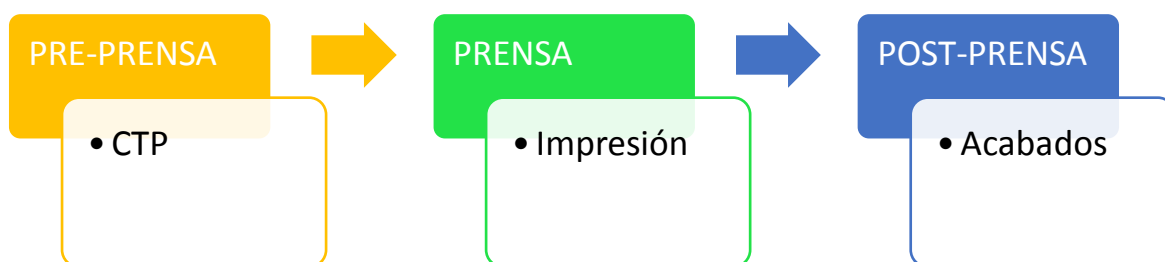 PRE-PRENSA
• CTP
PRENSA
• Impresión
POST-PRENSA
• Acabados